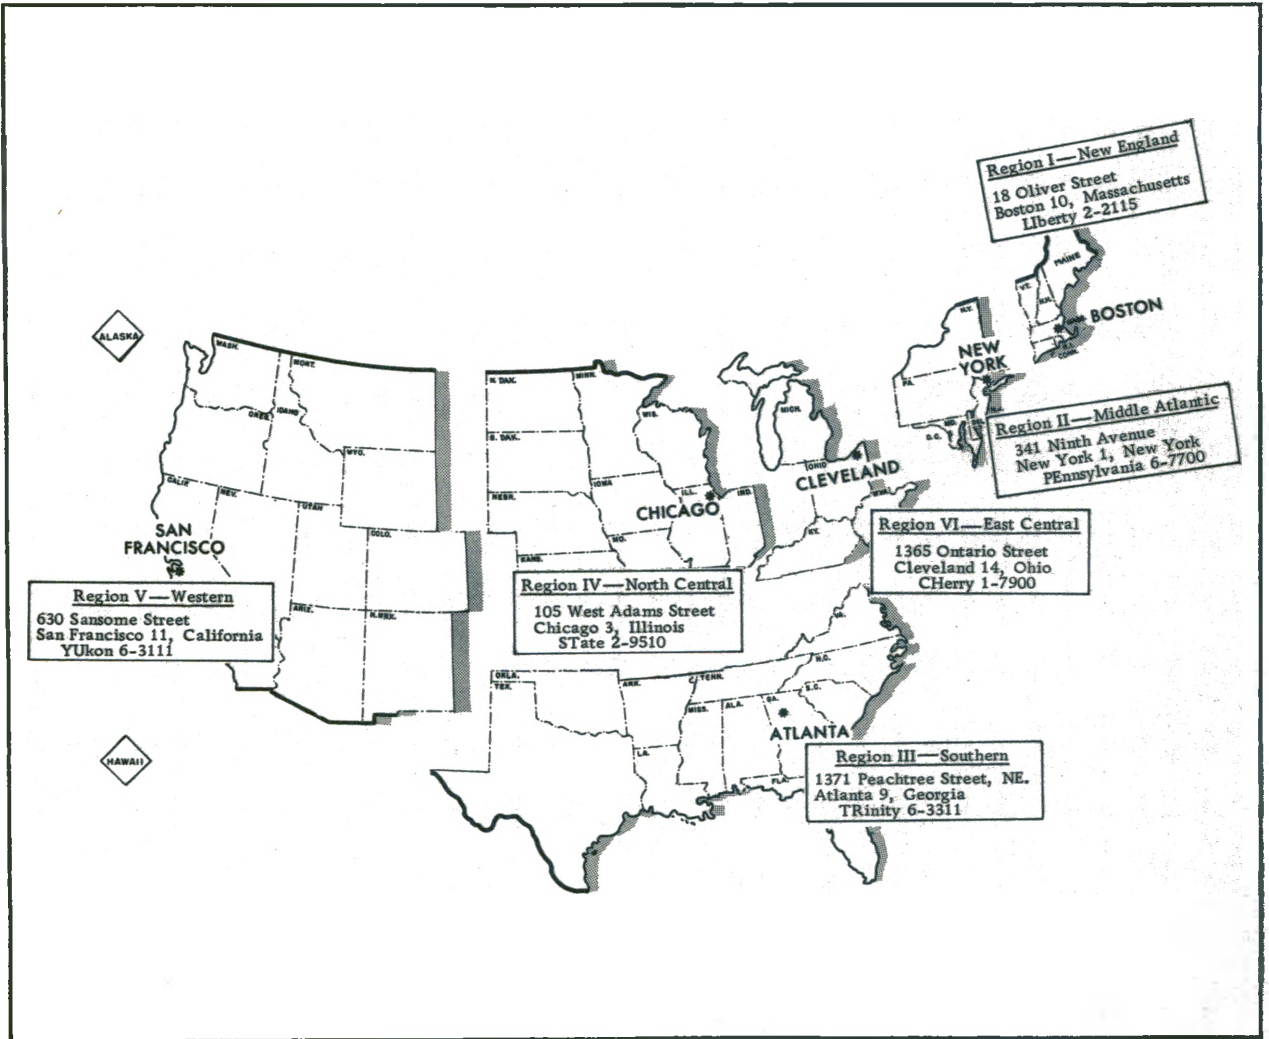 Region I—New England
18 Oliver Street
Boston 10, Massachusetts
LIberty 2-2115
MAINE
VT.
N.H.
MASS.
R.I.
CONN.
BOSTON
N.Y.
NEW
YORK
PA.
N.J.
D.C.
Region II—Middle Atlantic
341 Ninth Avenue
New York 1, New York
PEnnsylvania 6-7700
ALASKA
WASH.
MONT.
OREG.
IDAHO
WYO.
CALIF
NEV.
UTAH
COLO.
ARIZ.
N. MEX.
SAN
FRANCISCO
Region V—Western
630 Sansome Street
San Francisco 11, California
YUkon 6-3111
N. DAK.
MINN.
WIS.
S. DAK.
NEBR.
IOWA
ILL.
IND.
CHICAGO
MO.
KANS.
Region IV—North Central
105 West Adams Street
Chicago 3, Illinois
STate 2-9510
MICH.
OHIO
CLEVELAND
W.VA.
KY.
Region VI—East Central
1365 Ontario Street
Cleveland 14, Ohio
CHerry 1-7900
VA.
N.C.
S.C.
OKLA.
TEX.
ARK.
TENN.
MISS.
ALA.
GA.
LA.
FLA.
ATLANTA
Region III—Southern
1371 Peachtree Street, NE.
Atlanta 9, Georgia
TRinity 6-3311
HAWAII